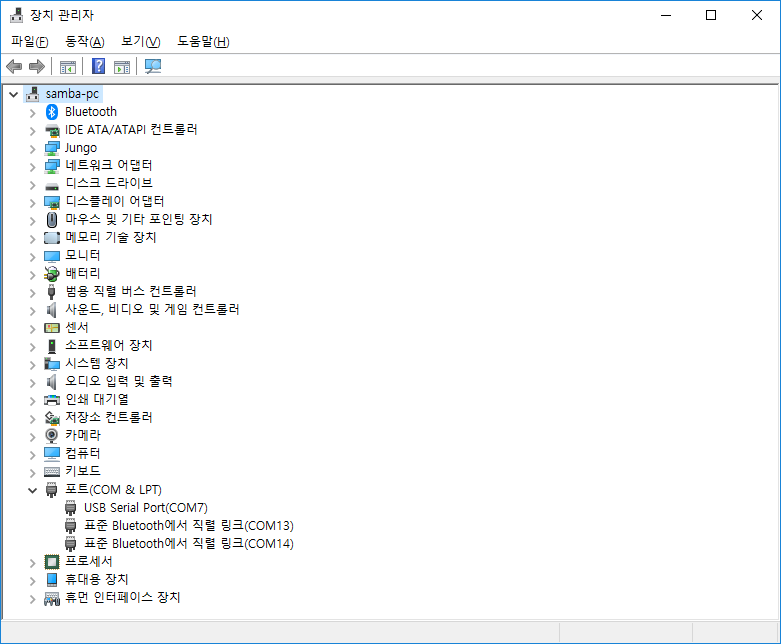 장치 관리자
파일(F) 동작(A) 보기(V) 도움말(H)
samba-pc
Bluetooth
IDE ATA/ATAPI 컨트롤러
Jungo
네트워크 어댑터
디스크 드라이브
디스플레이 어댑터
마우스 및 기타 포인팅 장치
메모리 기술 장치
모니터
배터리
범용 직렬 버스 컨트롤러
사운드, 비디오 및 게임 컨트롤러
센서
소프트웨어 장치
시스템 장치
오디오 입력 및 출력
인쇄 대기열
저장소 컨트롤러
카메라
컴퓨터
키보드
포트(COM & LPT)
USB Serial Port(COM7)
표준 Bluetooth에서 직렬 링크(COM13)
표준 Bluetooth에서 직렬 링크(COM14)
프로세서
휴대용 장치
휴먼 인터페이스 장치